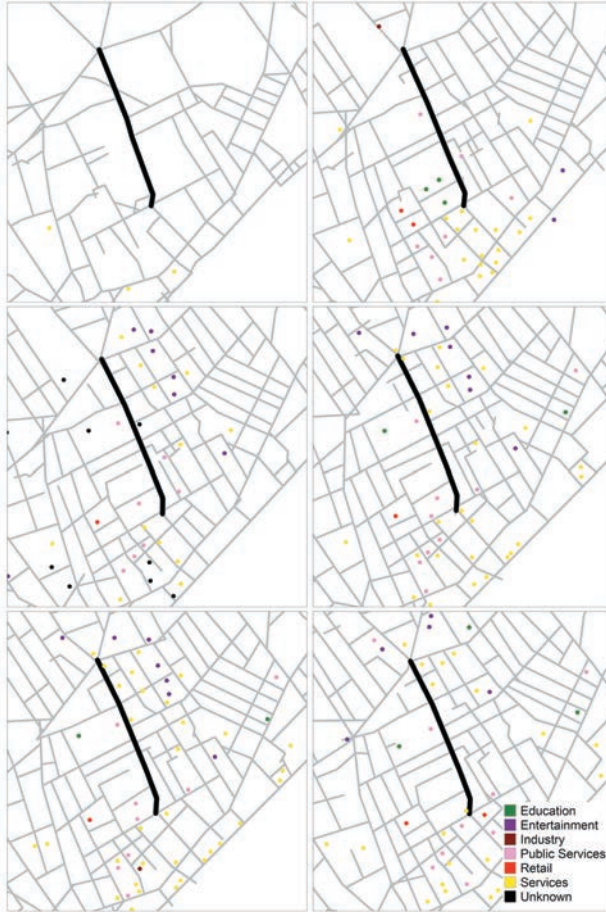 Education
Entertainment
Industry
Public Services
Retail
Services
Unknown